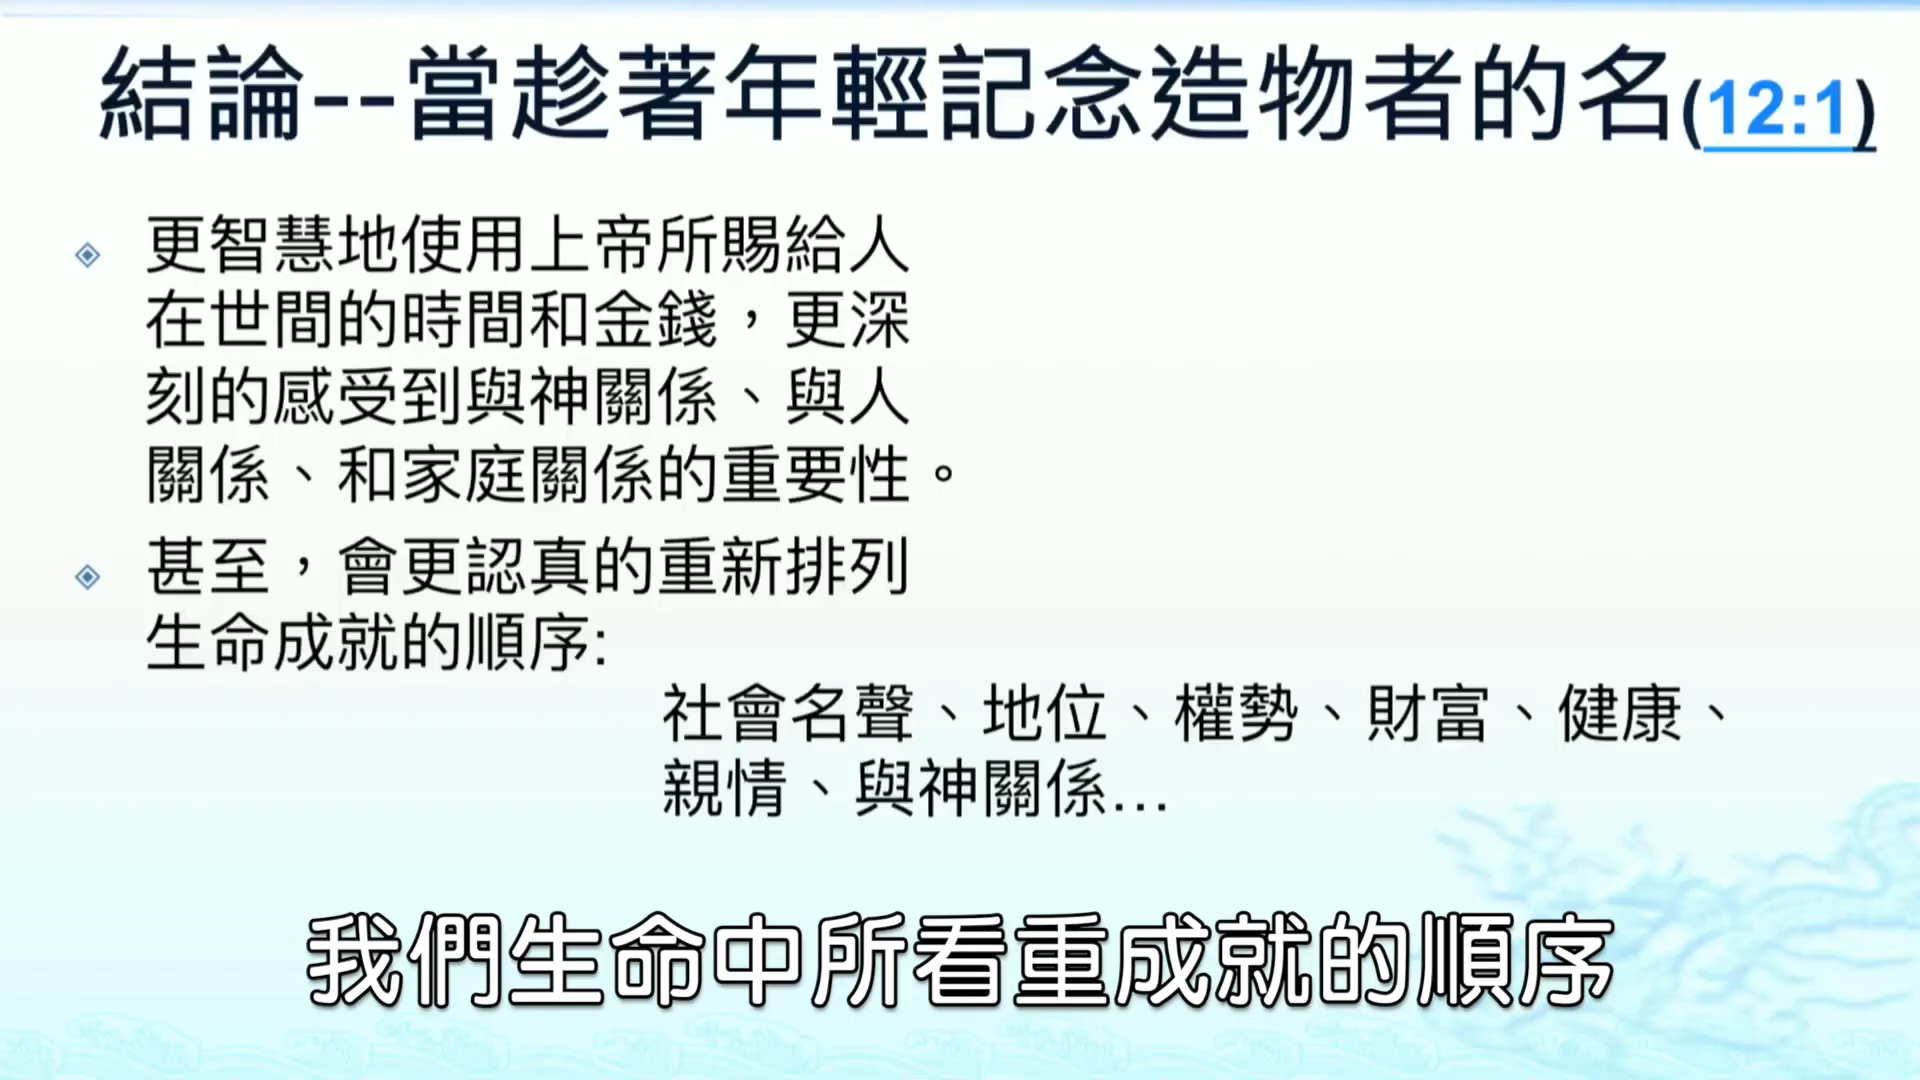 結論--當趁著年輕記念造物者的名(12:1)
更智慧地使用上帝所賜給人
在世間的時間和金錢，更深
刻的感受到與神關係、與人
關係、和家庭關係的重要性。
甚至，會更認真的重新排列
生命成就的順序:
社會名聲、地位、權勢、財富、健康、
親情、與神關係…
我們生命中所看重成就的順序